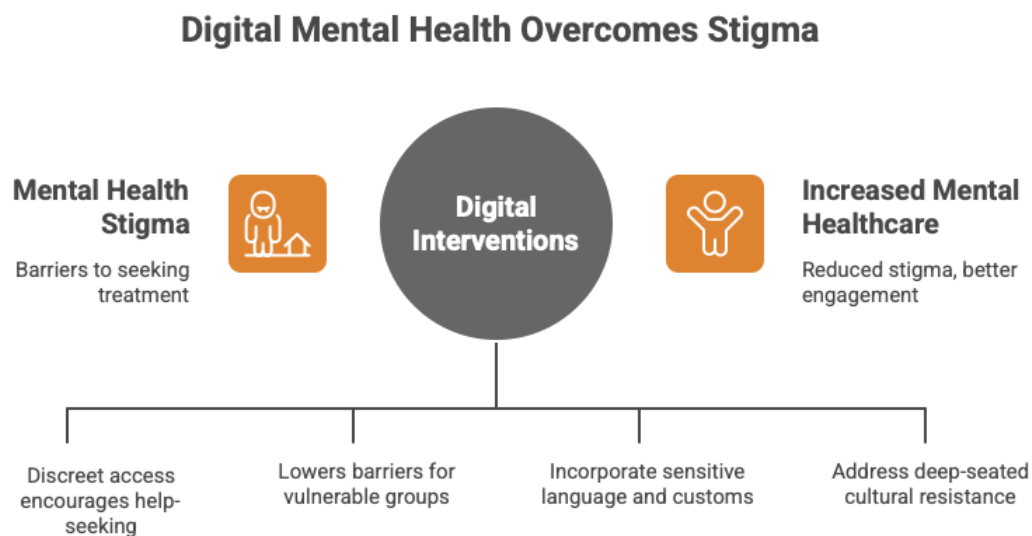 Digital Mental Health Overcomes Stigma
Mental Health
Stigma
Barriers to seeking
treatment
Digital
Interventions
Increased Mental
Healthcare
Reduced stigma, better
engagement
Discreet access
encourages help-
seeking
Lowers barriers for
vulnerable groups
Incorporate sensitive
language and customs
Address deep-seated
cultural resistance